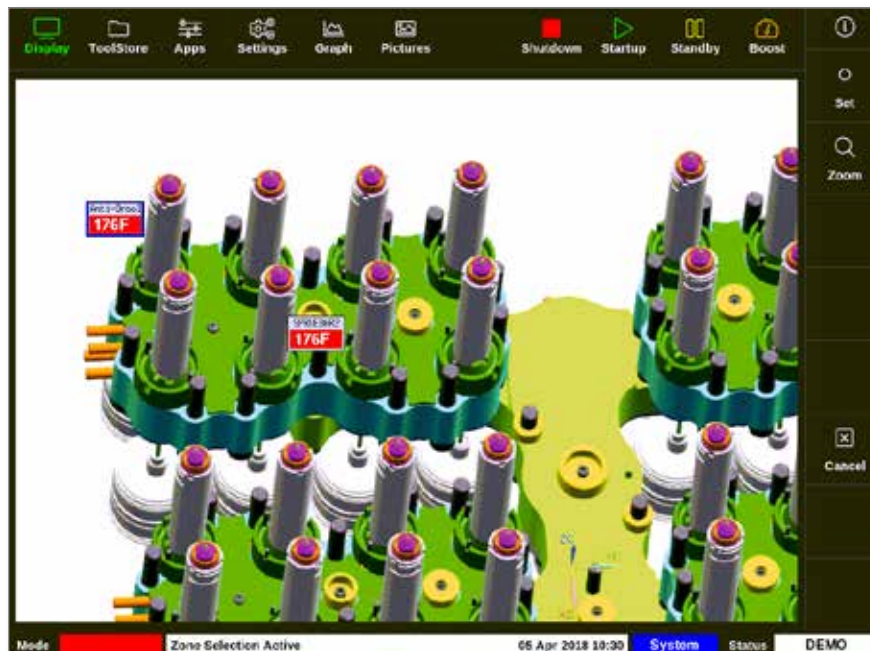 Display ToolStore Apps Settings Graph Pictures Shutdown Startup Standby Boost
Set
Zoom
176F
176F
Cancel
Mode Zone Selection Active 05 Apr 2018 10:30 System Status DEMO